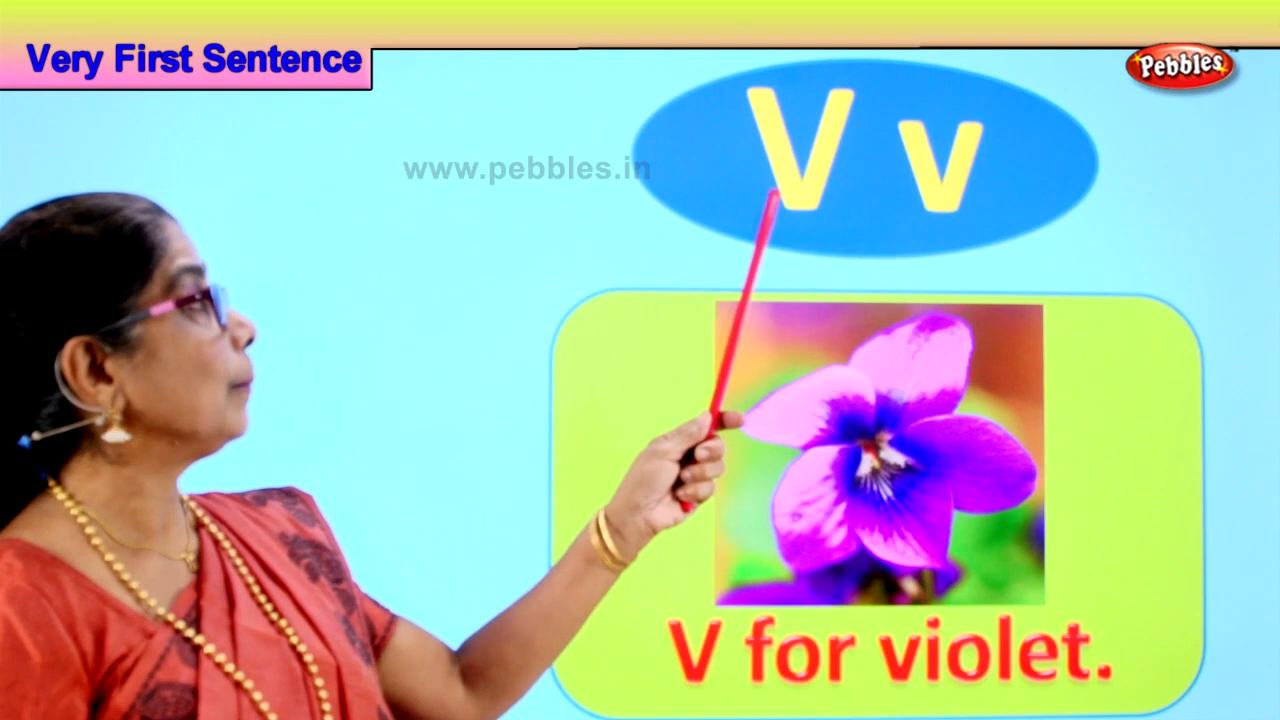 Very First Sentence
Pebbles
V v
www.pebbles.in
V for violet.